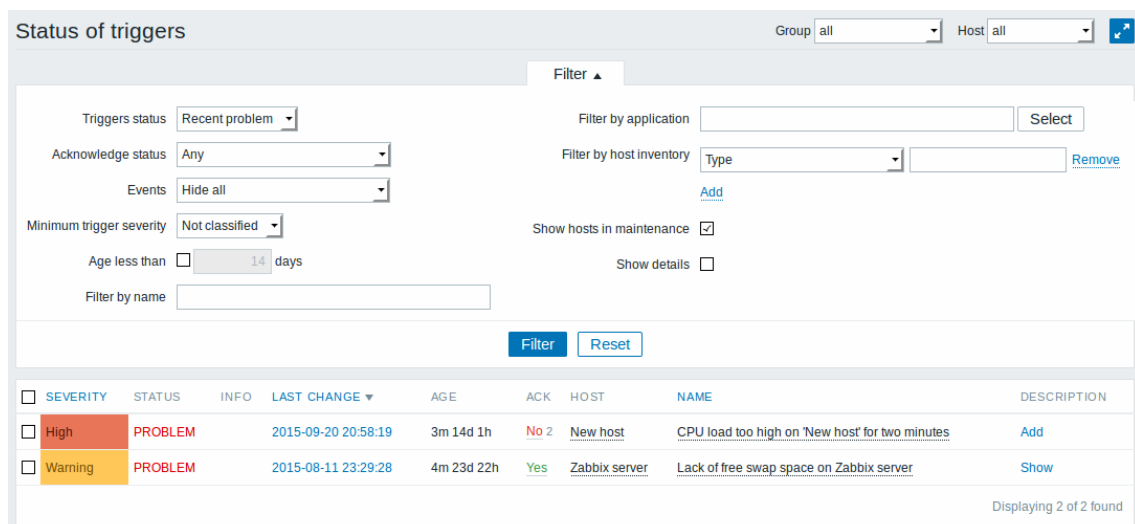 Status of triggers Group all Host all
Filter ▲
Triggers status Recent problem Filter by application Select
Acknowledge status Any Filter by host inventory Type Remove
Events Hide all Add
Minimum trigger severity Not classified Show hosts in maintenance
Age less than 14 days Show details
Filter by name
Filter Reset
SEVERITY STATUS INFO LAST CHANGE ▼ AGE ACK HOST NAME DESCRIPTION
High PROBLEM 2015-09-20 20:58:19 3m 14d 1h No 2 New host CPU load too high on 'New host' for two minutes Add
Warning PROBLEM 2015-08-11 23:29:28 4m 23d 22h Yes Zabbix server Lack of free swap space on Zabbix server Show
Displaying 2 of 2 found